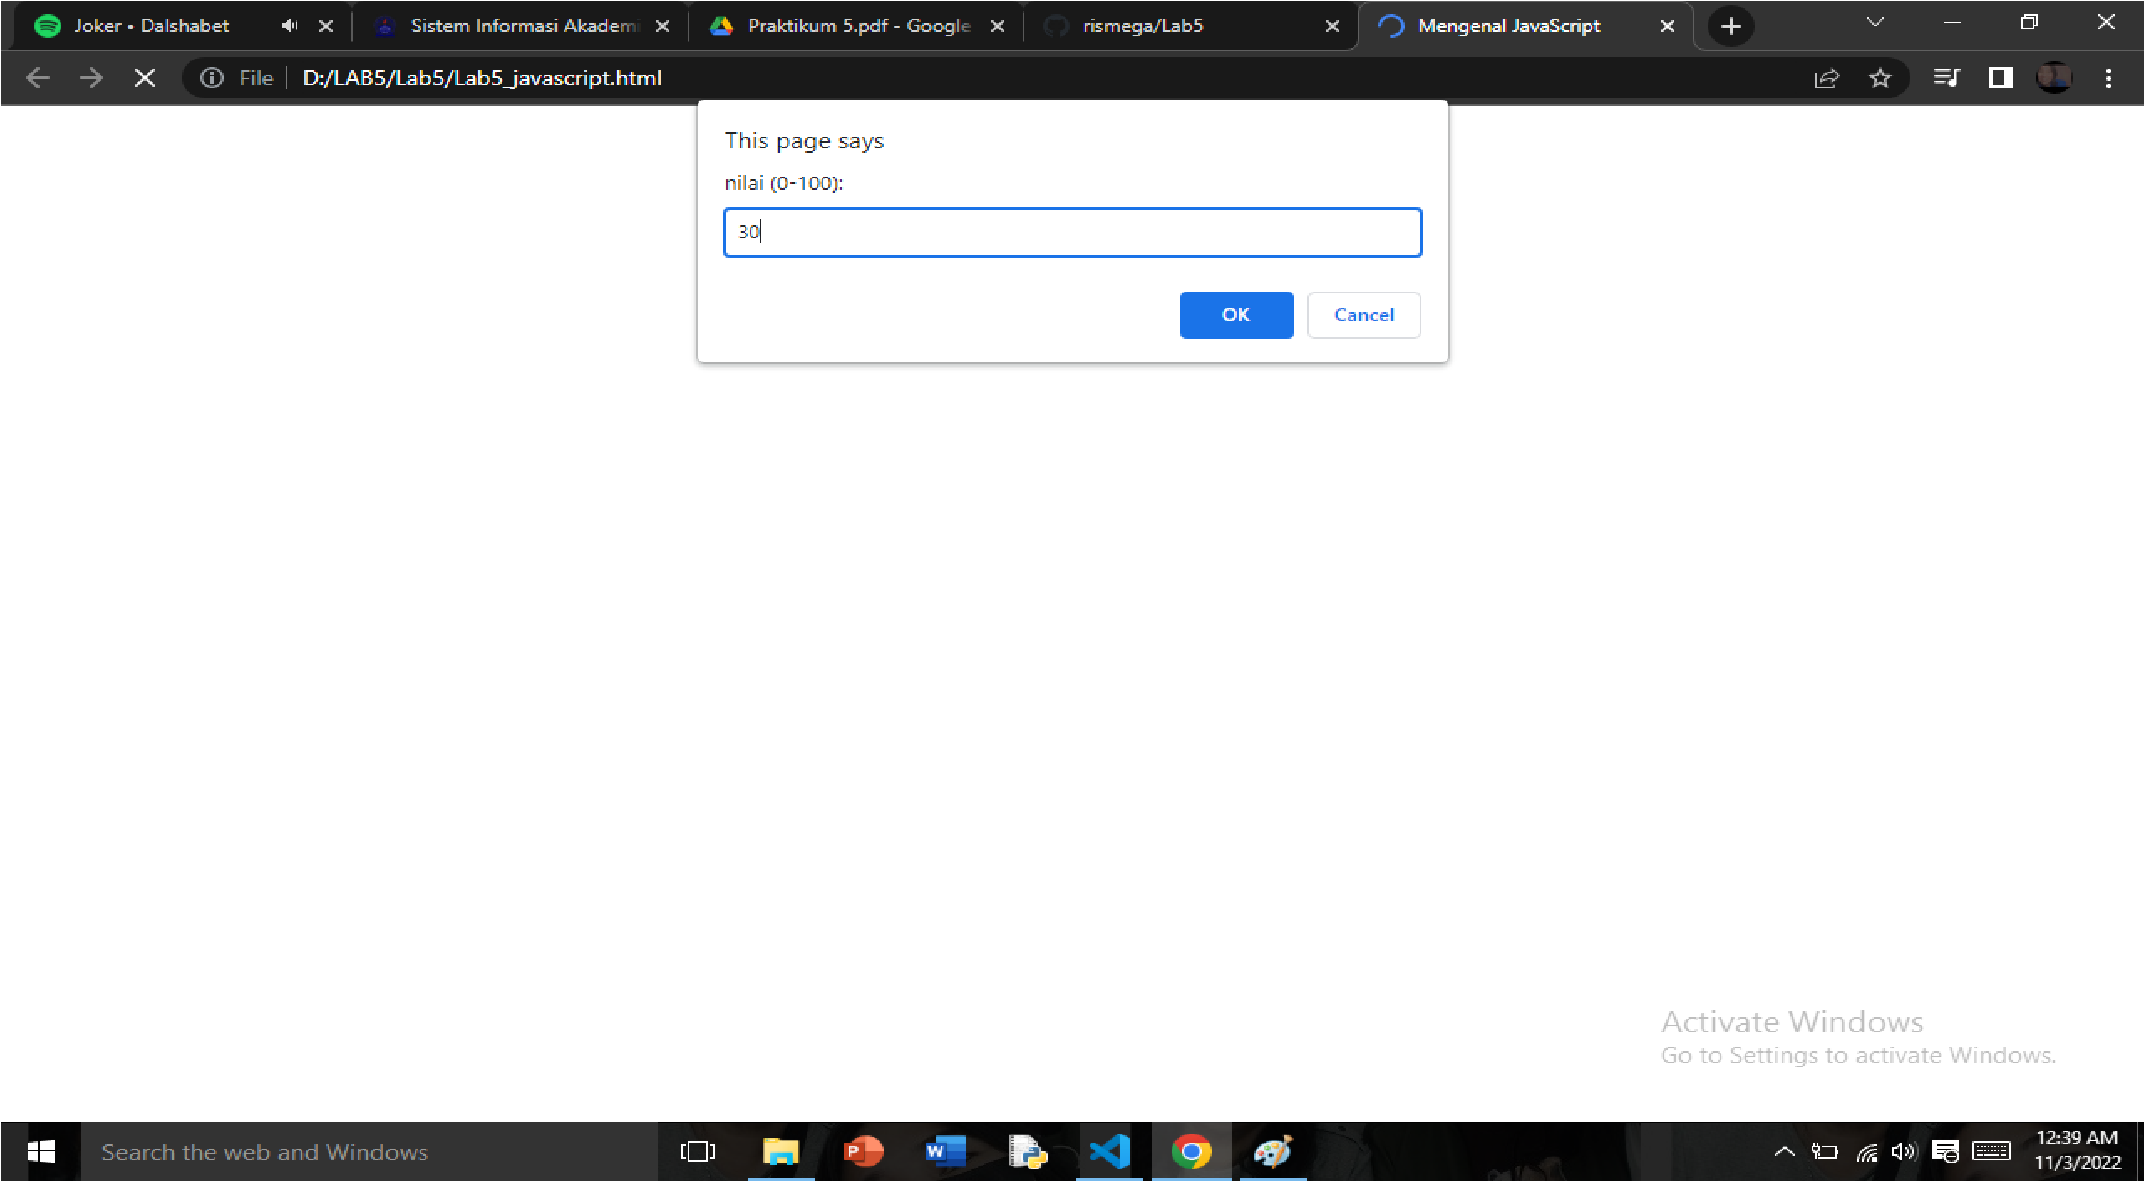 Joker • Dalshabet
Sistem Informasi Akadem
Praktikum 5.pdf - Google
rismega/Lab5
Mengenal JavaScript
File
D:/LAB5/Lab5/Lab5_javascript.html
This page says
nilai (0-100):
30
OK
Cancel
Activate Windows
Go to Settings to activate Windows.
Search the web and Windows
12:39 AM
11/3/2022